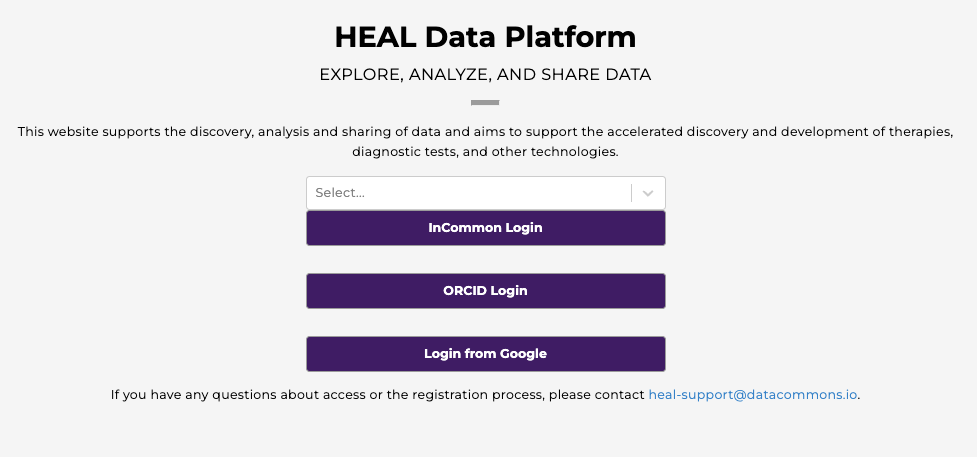 HEAL Data Platform
EXPLORE, ANALYZE, AND SHARE DATA
This website supports the discovery, analysis and sharing of data and aims to support the accelerated discovery and development of therapies,
diagnostic tests, and other technologies.
Select...
InCommon Login
ORCID Login
Login from Google
If you have any questions about access or the registration process, please contact heal-support@datacommons.io.